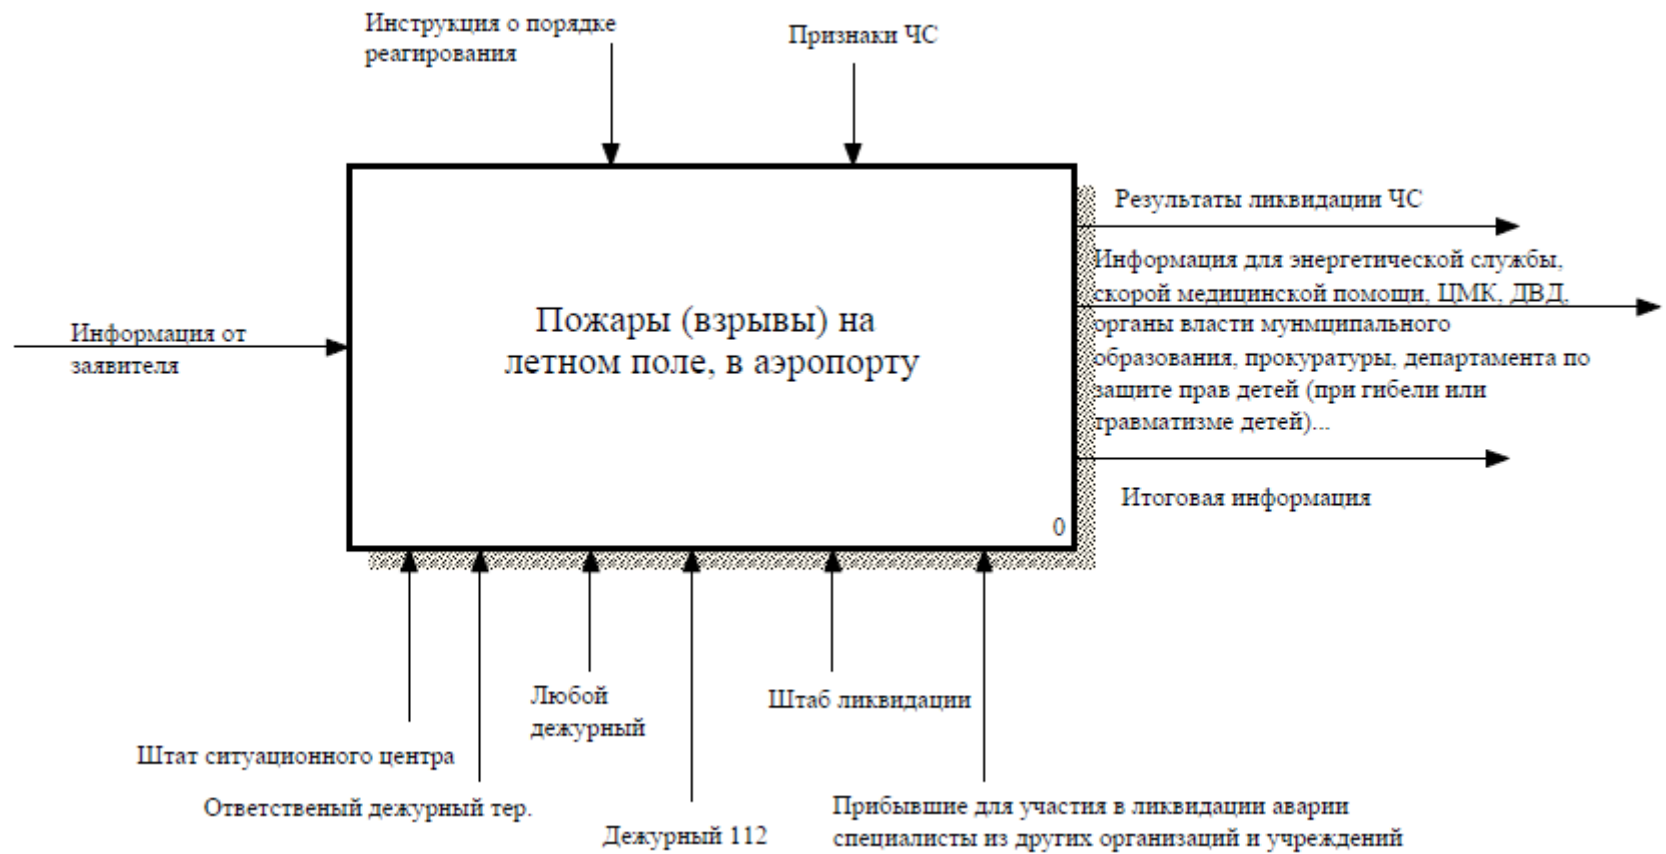 Инструкция о порядке
реагирования
Признаки ЧС
Результаты ликвидации ЧС
Информация для энергетической службы,
скорой медицинской помощи, ЦМК, ДВД,
органы власти мунмципального
образования, прокуратуры, департамента по
защите прав детей (при гибели или
травматизме детей)...
Информация от
заявителя
Пожары (взрывы) на
летном поле, в аэропорту
Итоговая информация
0
Любой
дежурный
Штаб ликвидации
Штат ситуационного центра
Ответственый дежурный тер.
Дежурный 112
Прибывшие для участия в ликвидации аварии
специалисты из других организаций и учреждений